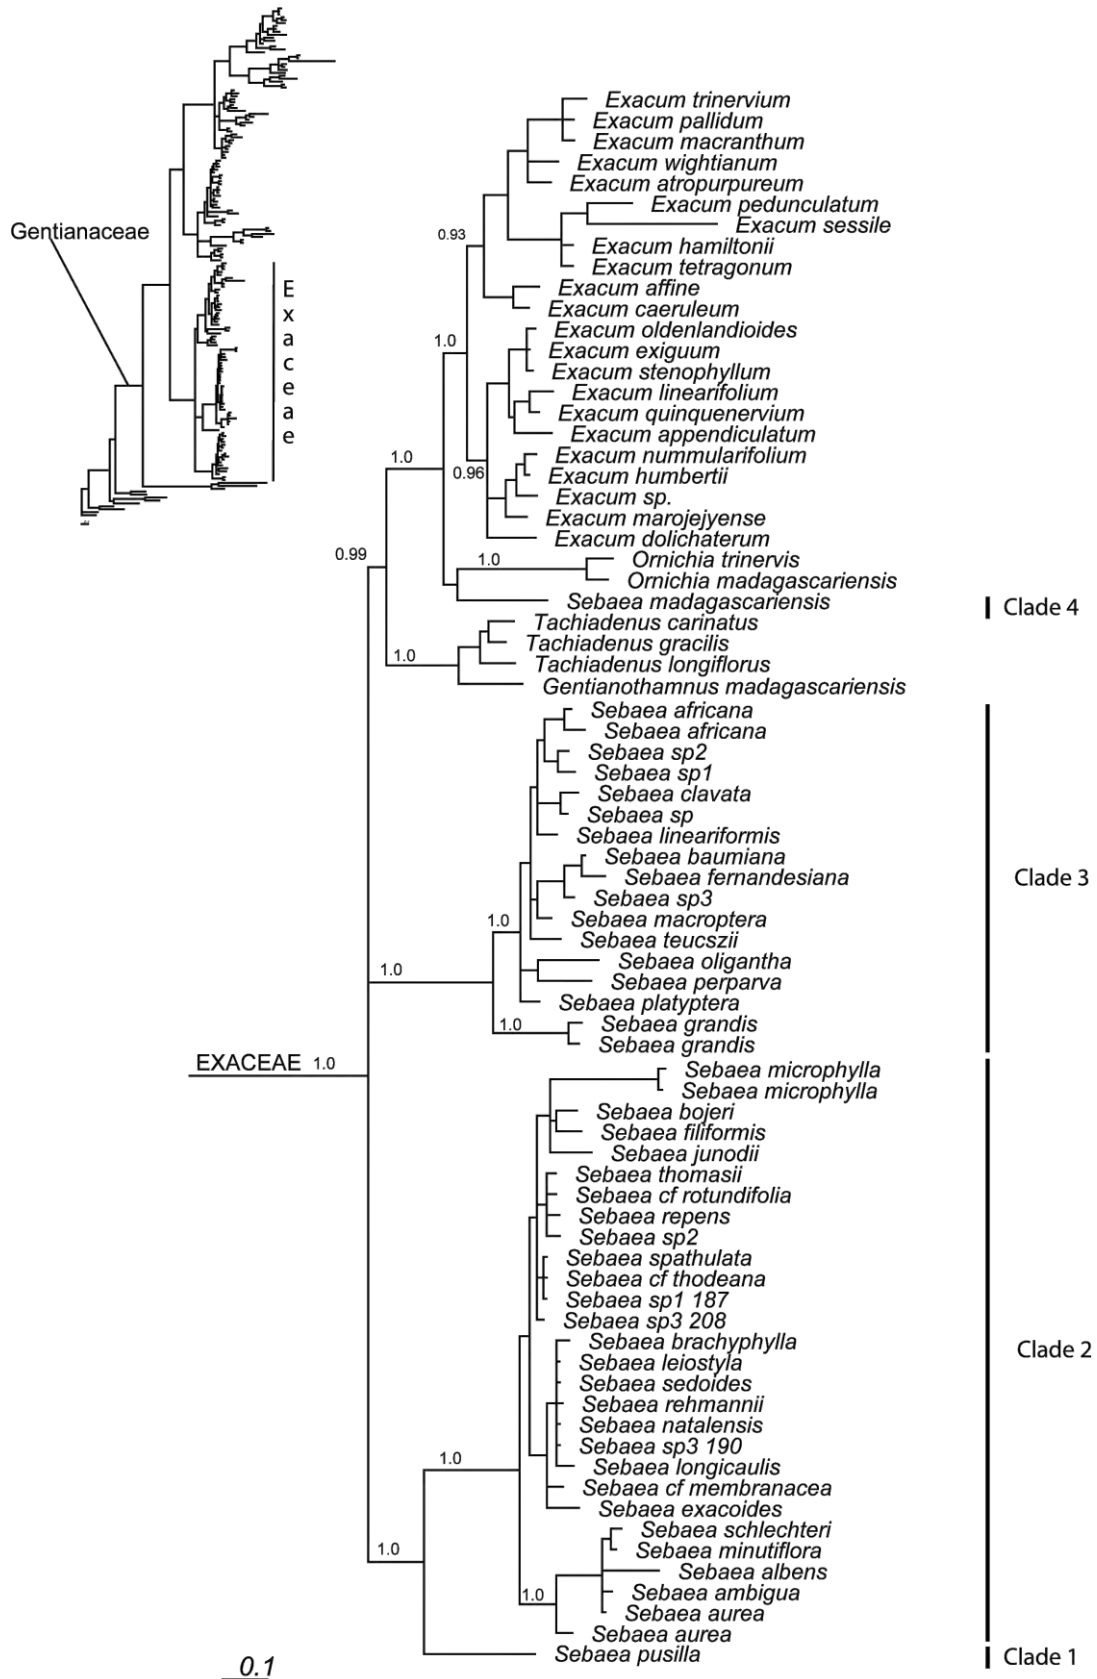 Gentianaceae
Exaceae
Exacum trinervium
Exacum pallidum
Exacum macranthum
Exacum wightianum
Exacum atropurpureum
Exacum pedunculatum
0.93
Exacum sessile
Exacum hamiltonii
Exacum tetragonum
Exacum affine
Exacum caeruleum
Exacum oldenlandioides
1.0
Exacum exiguum
Exacum stenophyllum
Exacum linearifolium
Exacum quinquenervium
Exacum appendiculatum
Exacum nummularifolium
1.0
0.96
Exacum humbertii
Exacum sp.
Exacum marojejyense
Exacum dolichaterum
0.99
1.0
Ornichia trinervis
Ornichia madagascariensis
Sebaea madagascariensis
Clade 4
Tachiadenus carinatus
Tachiadenus gracilis
1.0
Tachiadenus longiflorus
Gentianothamnus madagascariensis
Sebaea africana
Sebaea africana
Sebaea sp2
Sebaea sp1
Sebaea clavata
Sebaea sp
Sebaea lineariformis
Sebaea baumiana
Sebaea fernandesiana
Clade 3
Sebaea sp3
1.0
Sebaea macroptera
Sebaea teucszii
Sebaea oligantha
1.0
Sebaea perparva
Sebaea platyptera
1.0
Sebaea grandis
Sebaea grandis
EXACEAE 1.0
Sebaea microphylla
Sebaea microphylla
Sebaea bojeri
Sebaea filiformis
Sebaea junodii
Sebaea thomasii
Sebaea cf rotundifolia
Sebaea repens
Sebaea sp2
Sebaea spathulata
Sebaea cf thodeana
Sebaea sp1 187
Sebaea sp3 208
Sebaea brachyphylla
Clade 2
Sebaea leiostyla
Sebaea sedoides
Sebaea rehmannii
Sebaea natalensis
Sebaea sp3 190
1.0
Sebaea longicaulis
Sebaea cf membranacea
Sebaea exacoides
Sebaea schlechteri
1.0
Sebaea minutiflora
Sebaea albens
1.0
Sebaea ambigua
Sebaea aurea
Sebaea aurea
Sebaea pusilla
Clade 1
0.1